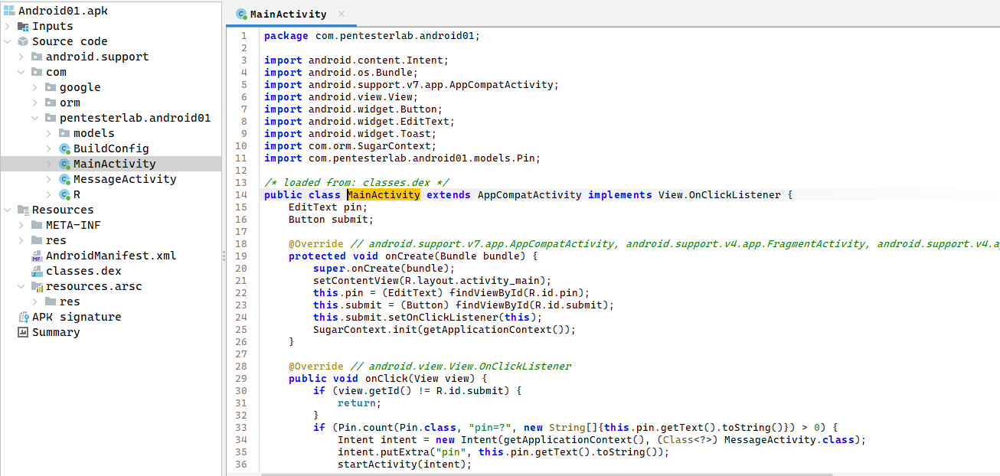 Android01.apk
Inputs
Source code
android.support
com
google
orm
pentesterlab.android01
models
BuildConfig
MainActivity
MessageActivity
R
Resources
META-INF
res
AndroidManifest.xml
classes.dex
resources.arsc
res
APK signature
Summary
MainActivity
1 package com.pentesterlab.android01;
2
3 import android.content.Intent;
4 import android.os.Bundle;
5 import android.support.v7.app.AppCompatActivity;
6 import android.view.View;
7 import android.widget.Button;
8 import android.widget.EditText;
9 import android.widget.Toast;
10 import com.orm.SugarContext;
11 import com.pentesterlab.android01.models.Pin;
12
13 /* loaded from: classes.dex */
14 public class MainActivity extends AppCompatActivity implements View.OnClickListener {
15     EditText pin;
16     Button submit;
17
18     @Override // android.support.v7.app.AppCompatActivity, android.support.v4.app.FragmentActivity, android.support.v4.a
19     protected void onCreate(Bundle bundle) {
20         super.onCreate(bundle);
21         setContentView(R.layout.activity_main);
22         this.pin = (EditText) findViewById(R.id.pin);
23         this.submit = (Button) findViewById(R.id.submit);
24         this.submit.setOnClickListener(this);
25         SugarContext.init(getApplicationContext());
26     }
27
28     @Override // android.view.View.OnClickListener
29     public void onClick(View view) {
30         if (view.getId() != R.id.submit) {
31             return;
32         }
33         if (Pin.count(Pin.class, "pin=?", new String[]{this.pin.getText().toString()}) > 0) {
34             Intent intent = new Intent(getApplicationContext(), (Class<?>) MessageActivity.class);
35             intent.putExtra("pin", this.pin.getText().toString());
36             startActivity(intent);